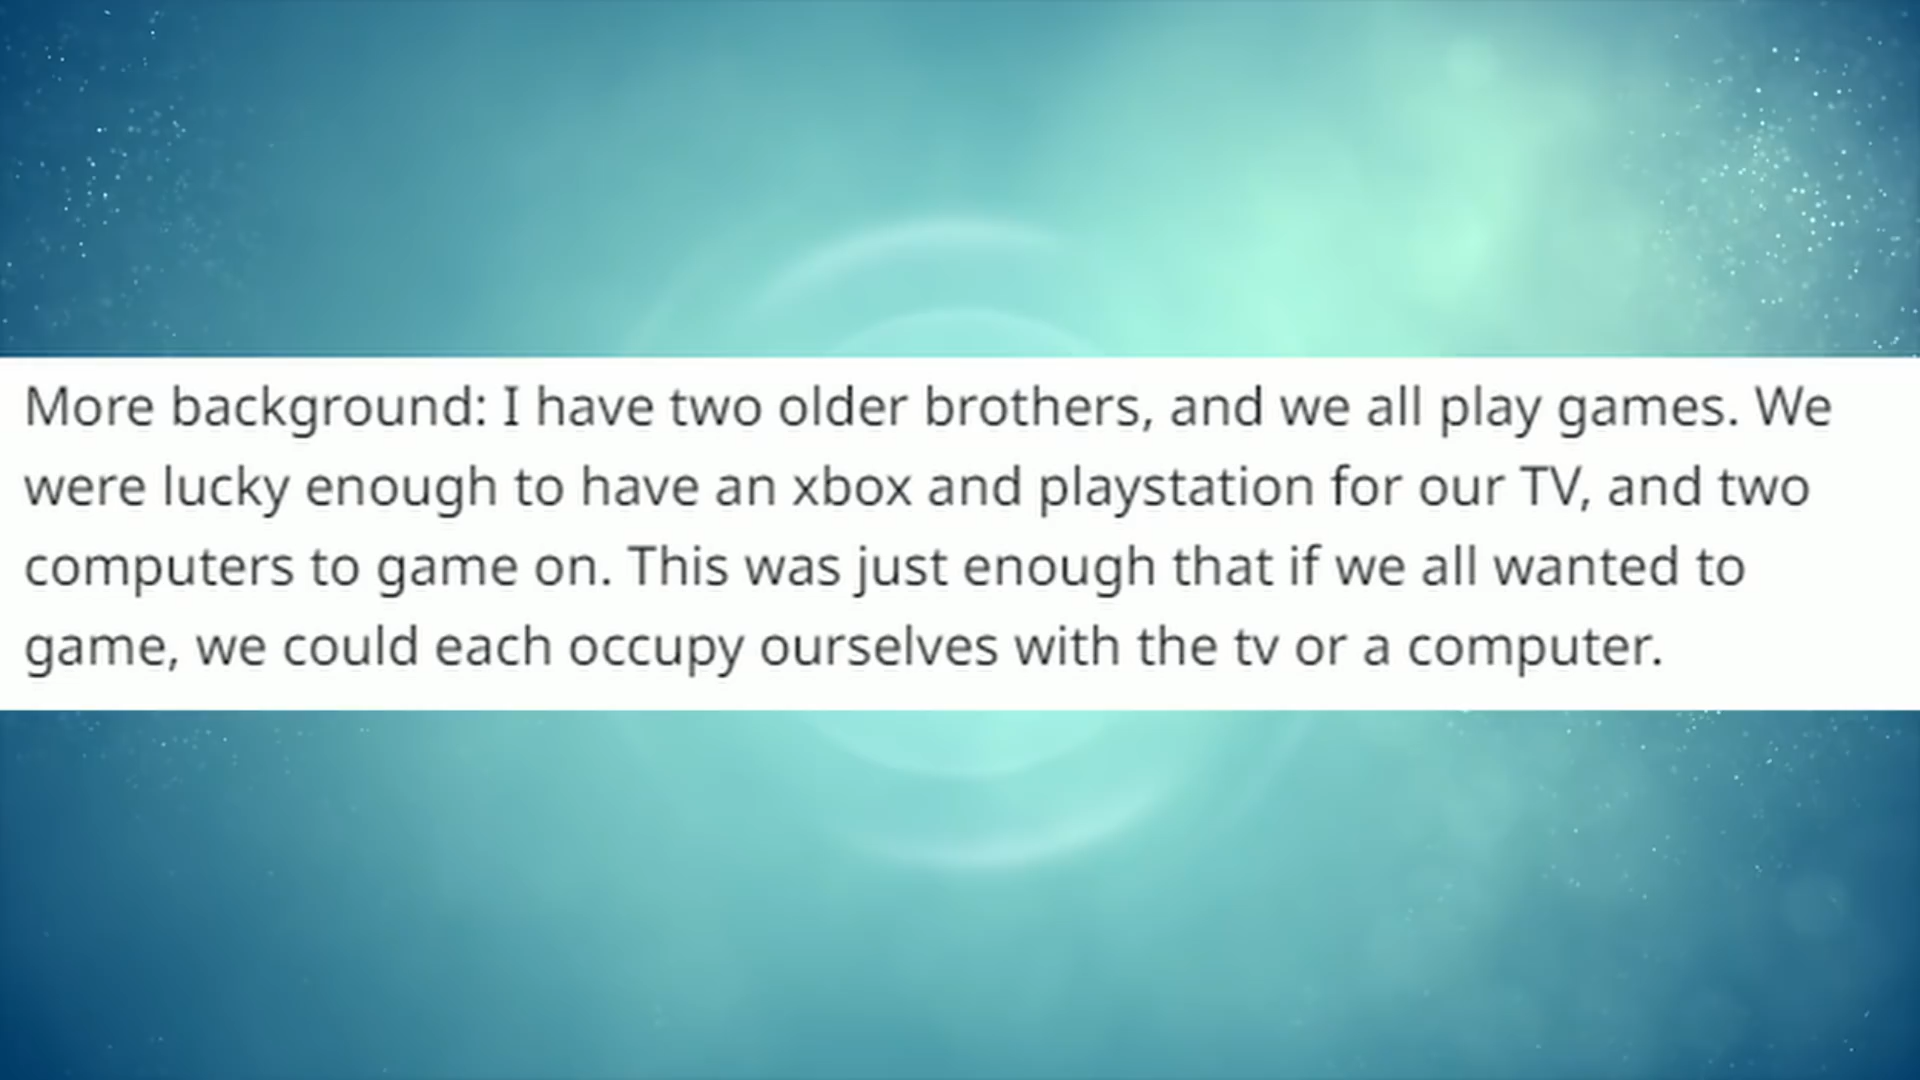 More background: I have two older brothers, and we all play games. We
were lucky enough to have an xbox and playstation for our TV, and two
computers to game on. This was just enough that if we all wanted to
game, we could each occupy ourselves with the tv or a computer.